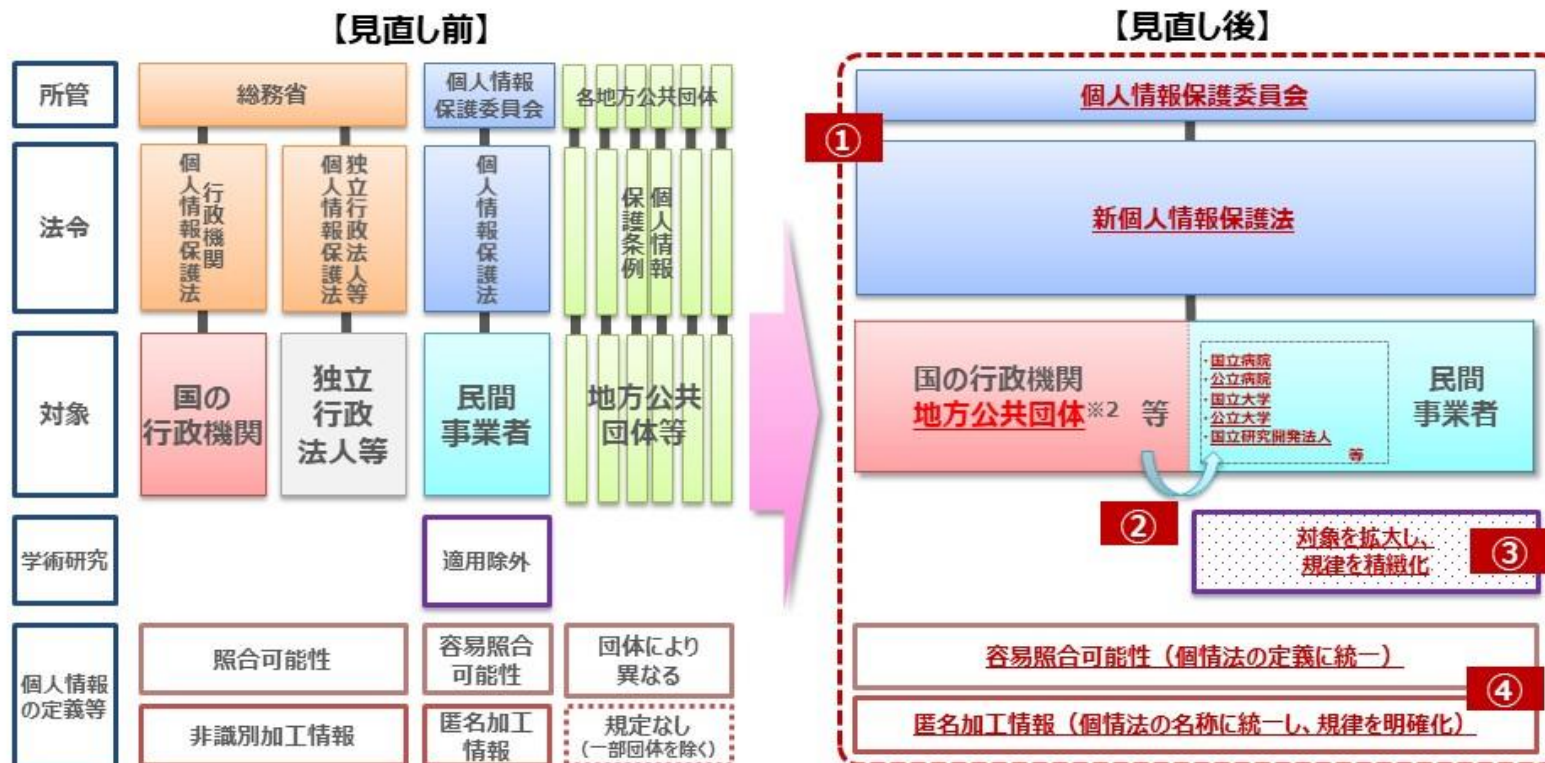 【見直し前】
【見直し後】
所管
総務省
個人情報
保護委員会
各地方公共団体
法令
行政機関
個人情報保護法
独立行政法人等
個人情報保護法
個人情報保護法
個人情報
保護条例
対象
国の
行政機関
独立
行政
法人等
民間
事業者
地方公共
団体等
学術研究
適用除外
個人情報
の定義等
照合可能性
容易照合
可能性
団体により
異なる
非識別加工情報
匿名加工
情報
規定なし
(一部団体を除く)
①
個人情報保護委員会
新個人情報保護法
国の行政機関
地方公共団体※2 等
・国立病院
・公立病院
・国立大学
・公立大学
・国立研究開発法人
等
民間
事業者
②
対象を拡大し、
規律を精緻化
③
容易照合可能性（個情法の定義に統一）
④
匿名加工情報（個情法の名称に統一し、規律を明確化）